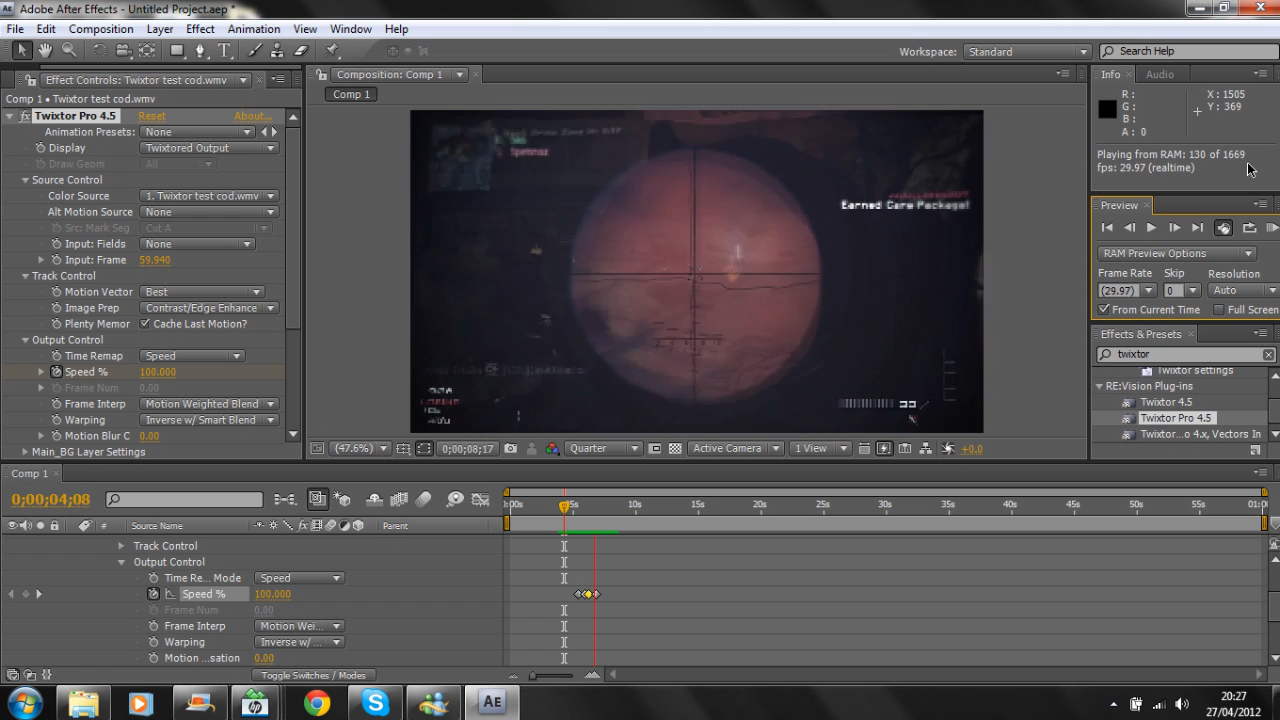 Adobe After Effects - Untitled Project.aep *
File Edit Composition Layer Effect Animation View Window Help
Workspace: Standard Search Help
Effect Controls: Twixtor test cod.wmv
Comp 1 • Twixtor test cod.wmv
Twixtor Pro 4.5 Reset About...
Animation Presets: None
Display Twixtored Output
Draw Geom All
Source Control
Color Source 1. Twixtor test cod.wmv
Alt Motion Source None
Src: Mark Seg Cut A
Input: Fields None
Input: Frame 59.940
Track Control
Motion Vector Best
Image Prep Contrast/Edge Enhance
Plenty Memor Cache Last Motion?
Output Control
Time Remap Speed
Speed % 100.000
Frame Num 0.00
Frame Interp Motion Weighted Blend
Warping Inverse w/ Smart Blend
Motion Blur C 0.00
Main_BG Layer Settings
Composition: Comp 1
Comp 1
Earned Care Package!
(47.6%) 0;00;08;17 Quarter Active Camera 1 View +0.0
Info Audio
R: X: 1505
G: Y: 369
B:
A: 0
Playing from RAM: 130 of 1669
fps: 29.97 (realtime)
Preview
RAM Preview Options
Frame Rate Skip Resolution
(29.97) 0 Auto
From Current Time Full Screen
Effects & Presets
twixtor
Twixtor settings
RE:Vision Plug-ins
Twixtor 4.5
Twixtor Pro 4.5
Twixtor...o 4.x, Vectors In
Comp 1
0;00;04;08
:00s 05s 10s 15s 20s 25s 30s 35s 40s 45s 50s 55s 01:0
# Source Name Parent
Track Control
Output Control
Time Re... Mode Speed
Speed % 100.000
Frame Num 0.00
Frame Interp Motion Wei...
Warping Inverse w/ ...
Motion ...sation 0.00
Toggle Switches / Modes
20:27
27/04/2012